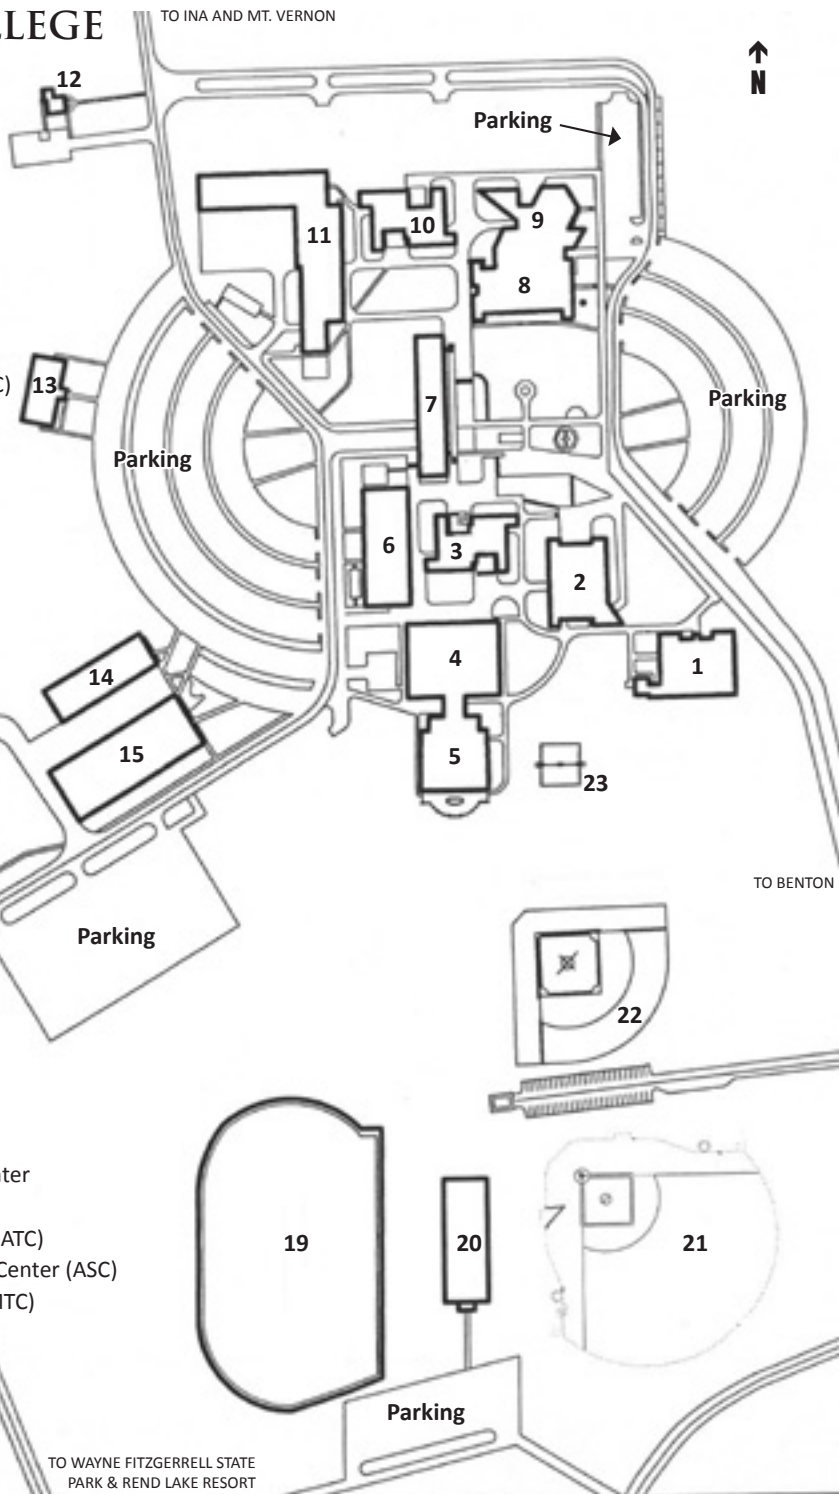 LLEGE
TO INA AND MT. VERNON
N
12
Parking
10
9
11
8
13
C)
7
Parking
Parking
6
3
2
4
1
14
15
5
23
TO BENTON
Parking
22
nter
ATC)
Center (ASC)
ITC)
19
20
21
Parking
TO WAYNE FITZGERRELL STATE
PARK & REND LAKE RESORT